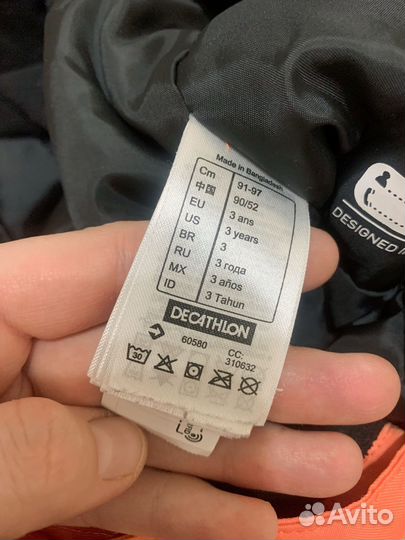 Made in Bangladesh
Cm 91-97
中国 90/52
EU 3 ans
US 3 years
BR 3
RU 3 года
MX 3 años
ID 3 Tahun
DECATHLON
60580 CC: 310632
30
DESIGNED
Avito